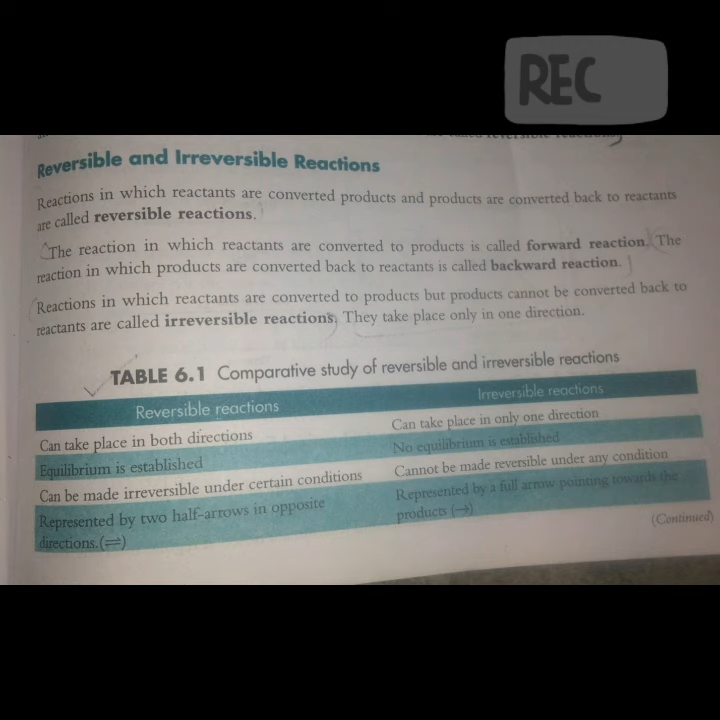 REC
reversible reactions
Reversible and Irreversible Reactions
Reactions in which reactants are converted products and products are converted back to reactants
are called reversible reactions.
The reaction in which reactants are converted to products is called forward reaction. The
reaction in which products are converted back to reactants is called backward reaction.
Reactions in which reactants are converted to products but products cannot be converted back to
reactants are called irreversible reactions. They take place only in one direction.
TABLE 6.1 Comparative study of reversible and irreversible reactions
Reversible reactions Irreversible reactions
Can take place in both directions Can take place in only one direction
Equilibrium is established No equilibrium is established
Can be made irreversible under certain conditions Cannot be made reversible under any condition
Represented by two half-arrows in opposite Represented by a full arrow pointing towards the
directions.(⇌) products (→)
(Continued)